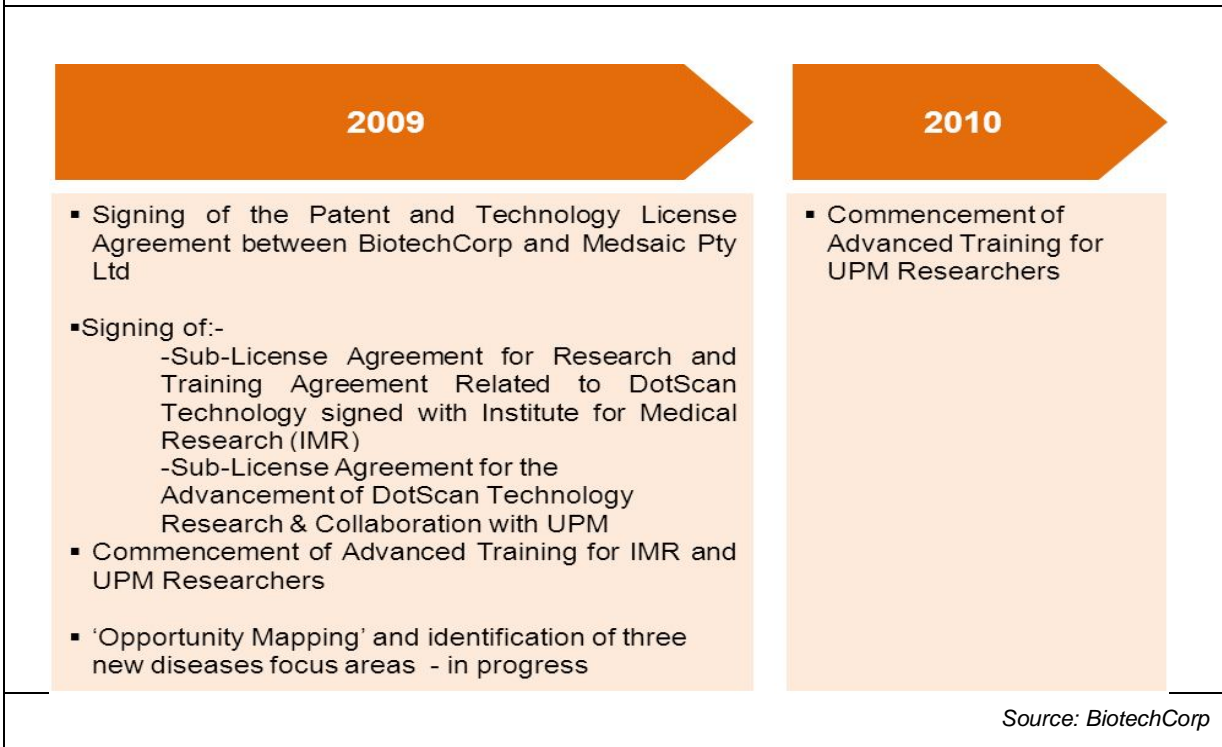 2009
▪ Signing of the Patent and Technology License
Agreement between BiotechCorp and Medsaic Pty
Ltd
▪Signing of:-
-Sub-License Agreement for Research and
Training Agreement Related to DotScan
Technology signed with Institute for Medical
Research (IMR)
-Sub-License Agreement for the
Advancement of DotScan Technology
Research & Collaboration with UPM
▪ Commencement of Advanced Training for IMR and
UPM Researchers
▪ ‘Opportunity Mapping’ and identification of three
new diseases focus areas - in progress
2010
▪ Commencement of
Advanced Training for
UPM Researchers
Source: BiotechCorp